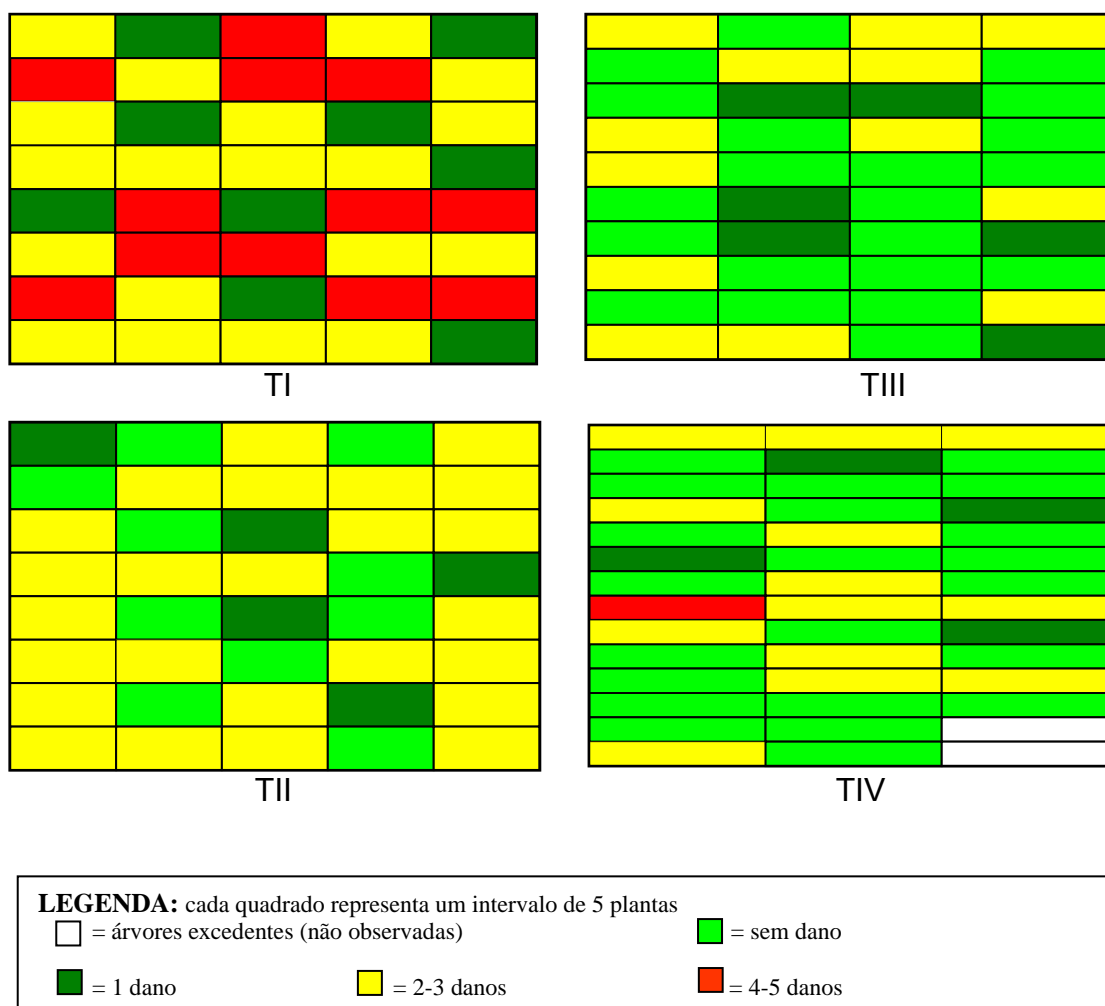 TI
TIII
TII
TIV
LEGENDA: cada quadrado representa um intervalo de 5 plantas
= árvores excedentes (não observadas)
= sem dano
= 1 dano
= 2-3 danos
= 4-5 danos